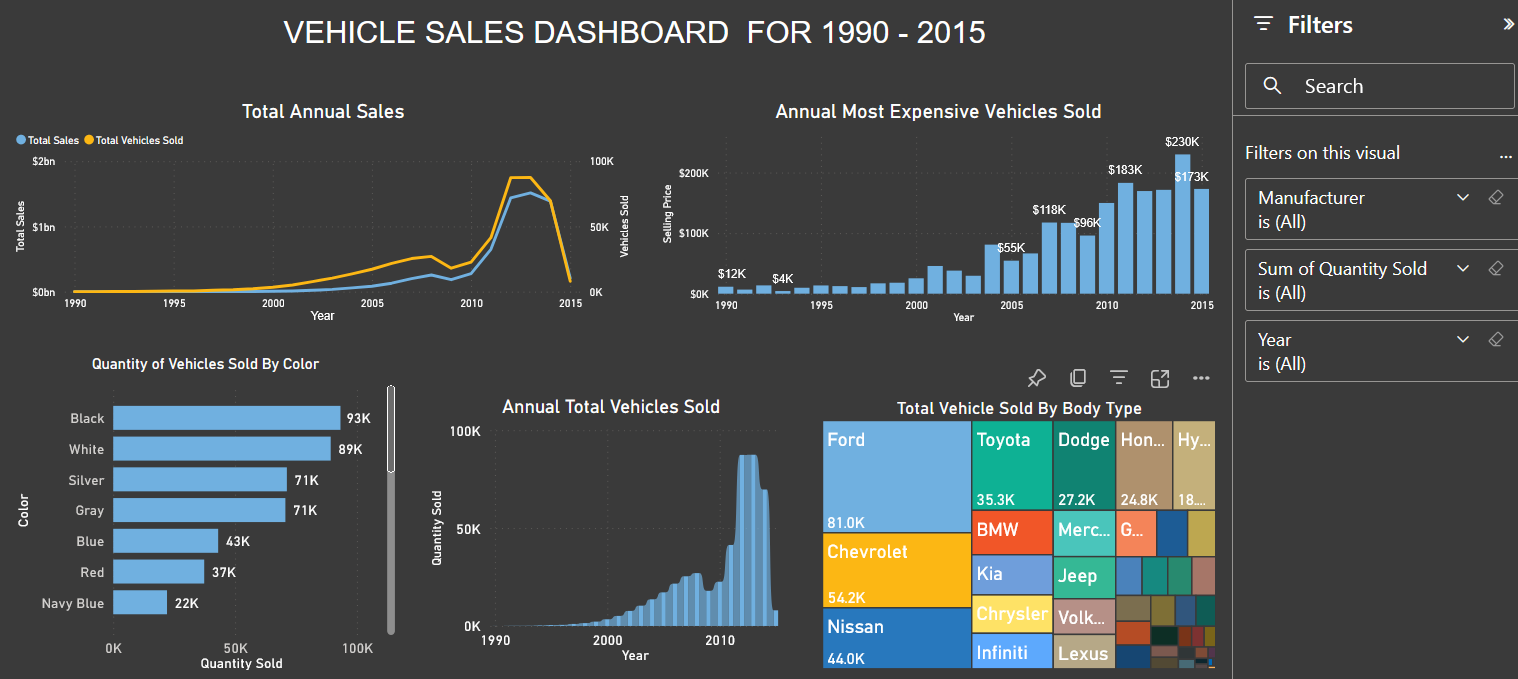 VEHICLE SALES DASHBOARD FOR 1990 - 2015
Total Annual Sales
Total Sales Total Vehicles Sold
$2bn
$1bn
$0bn
Total Sales
100K
50K
0K
Vehicles Sold
1990 1995 2000 2005 2010 2015
Year
Annual Most Expensive Vehicles Sold
$200K
$100K
$0K
Selling Price
$12K
$4K
$55K
$118K
$96K
$183K
$230K
$173K
1990 1995 2000 2005 2010 2015
Year
Quantity of Vehicles Sold By Color
Color
Black 93K
White 89K
Silver 71K
Gray 71K
Blue 43K
Red 37K
Navy Blue 22K
0K 50K 100K
Quantity Sold
Annual Total Vehicles Sold
100K
50K
0K
Quantity Sold
1990 2000 2010
Year
Total Vehicle Sold By Body Type
Ford
81.0K
Chevrolet
54.2K
Nissan
44.0K
Toyota
35.3K
BMW
Kia
Chrysler
Infiniti
Dodge
27.2K
Merc...
Jeep
Volk...
Lexus
Hon...
24.8K
Hy...
18....
G...
Filters
Search
Filters on this visual
...
Manufacturer
is (All)
Sum of Quantity Sold
is (All)
Year
is (All)